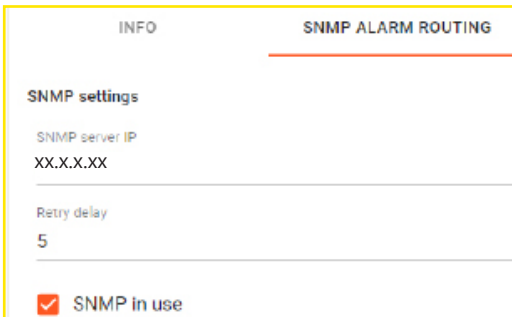 INFO
SNMP ALARM ROUTING
SNMP settings
SNMP server IP
XX.X.X.XX
Retry delay
5
SNMP in use